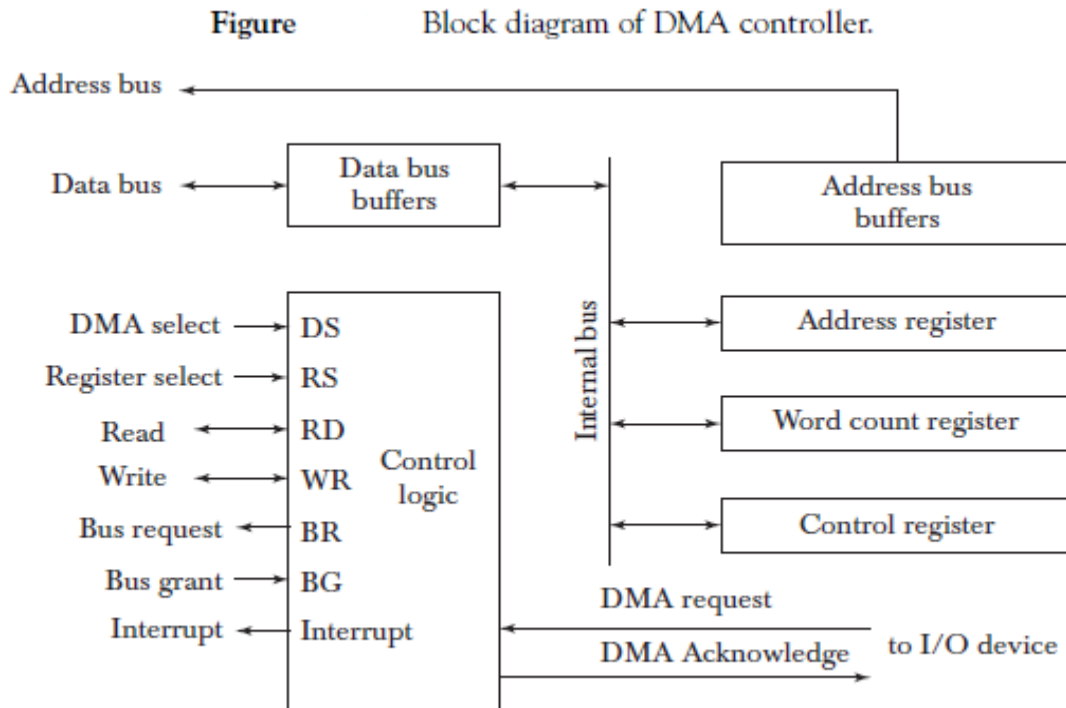 Figure Block diagram of DMA controller.
Address bus
Data bus
Data bus
buffers
Address bus
buffers
Internal bus
DMA select
DS
Register select
RS
Read
RD
Write
WR
Bus request
BR
Bus grant
BG
Interrupt
Interrupt
Control
logic
Address register
Word count register
Control register
DMA request
DMA Acknowledge
to I/O device